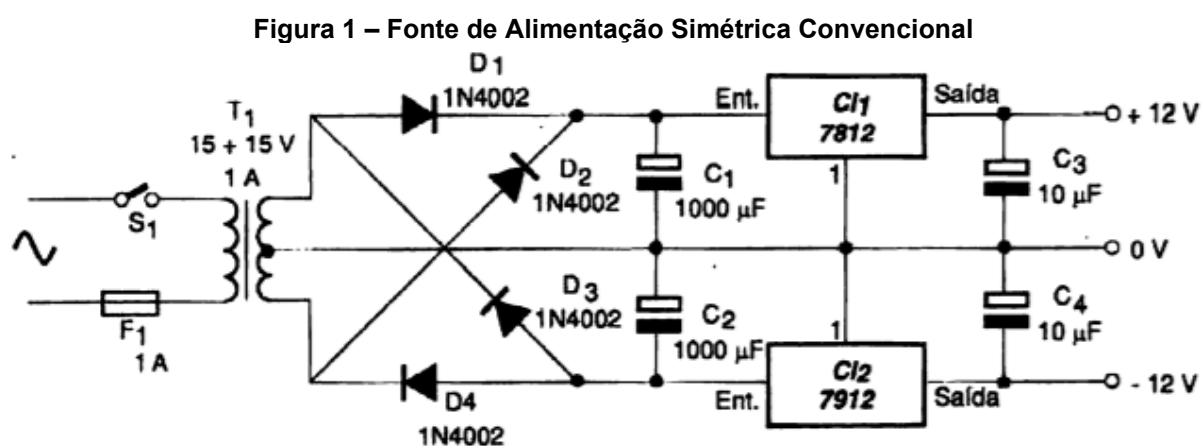 Figura 1 – Fonte de Alimentação Simétrica Convencional
D1
1N4002
T1
15 + 15 V
1 A
S1
F1
1 A
D2
1N4002
D3
1N4002
D4
1N4002
C1
1000 µF
C2
1000 µF
Ent.
CI1
7812
Saída
1
C3
10 µF
C4
10 µF
1
Ent.
CI2
7912
Saída
+ 12 V
0 V
- 12 V